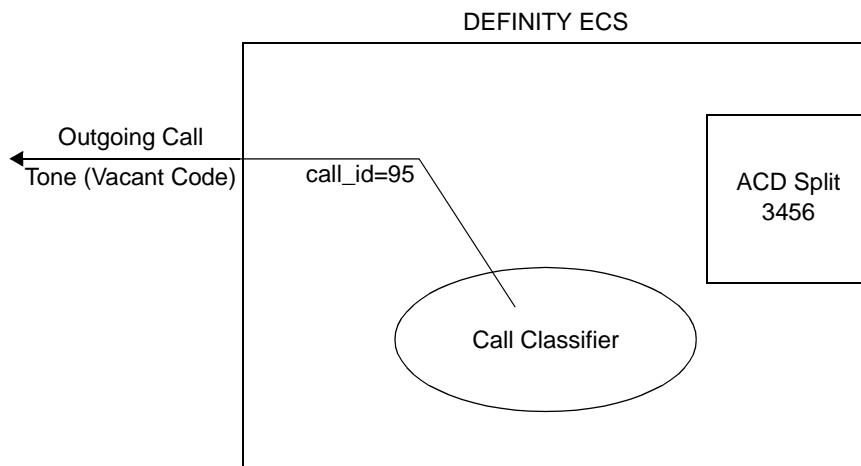 DEFINITY ECS
Outgoing Call
Tone (Vacant Code)
call_id=95
ACD Split
3456
Call Classifier